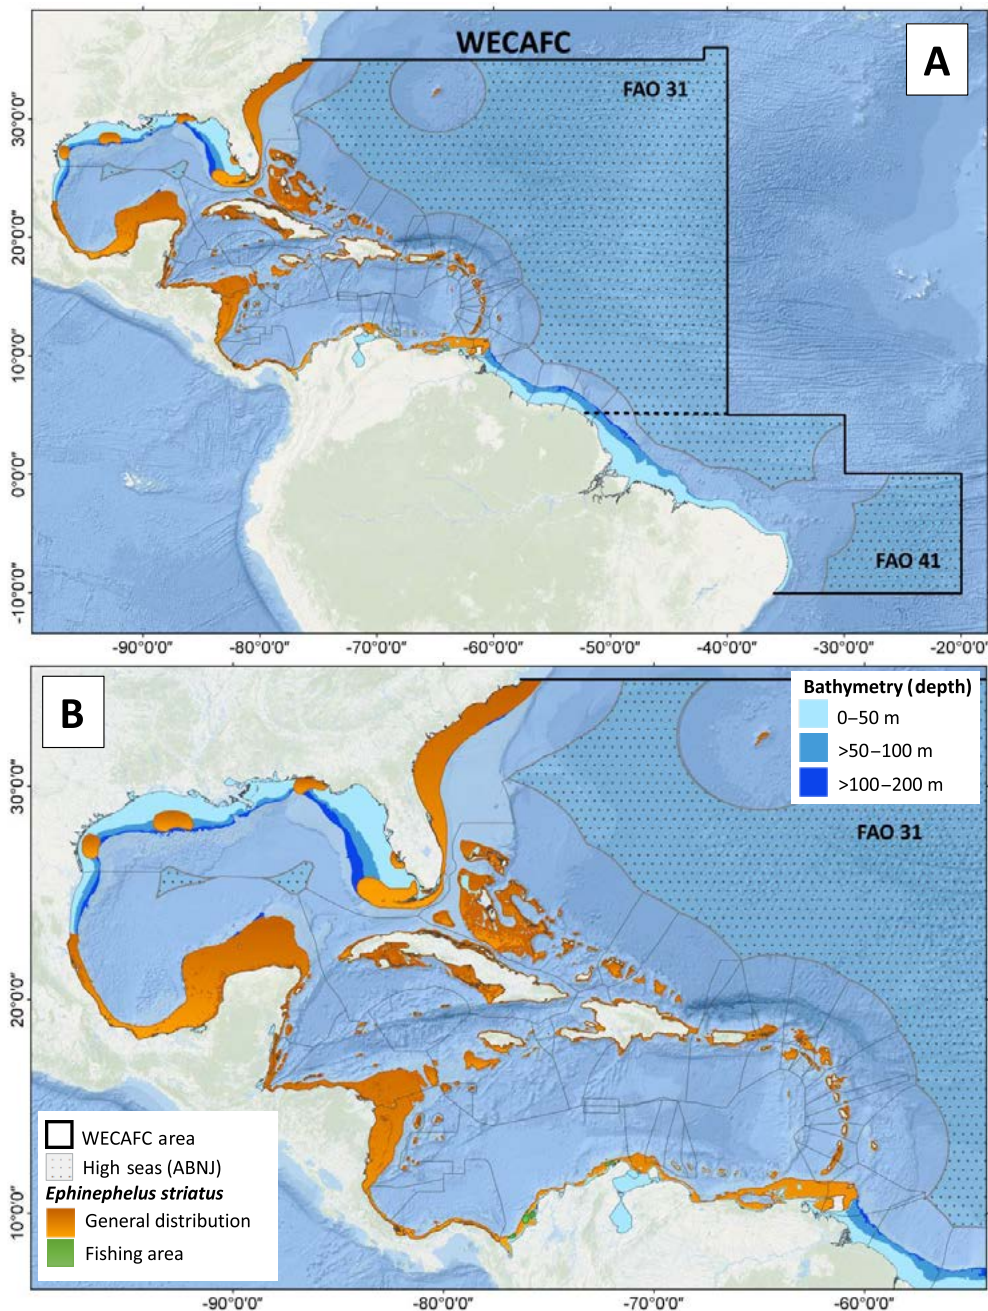 WECAFC
A
FAO 31
30°0'0"
20°0'0"
10°0'0"
0°0'0"
-10°0'0"
FAO 41
-90°0'0"
-80°0'0"
-70°0'0"
-60°0'0"
-50°0'0"
-40°0'0"
-30°0'0"
-20°0'0"
B
Bathymetry (depth)
0–50 m
>50–100 m
>100–200 m
FAO 31
30°0'0"
20°0'0"
10°0'0"
WECAFC area
High seas (ABNJ)
Ephinephelus striatus
General distribution
Fishing area
-90°0'0"
-80°0'0"
-70°0'0"
-60°0'0"